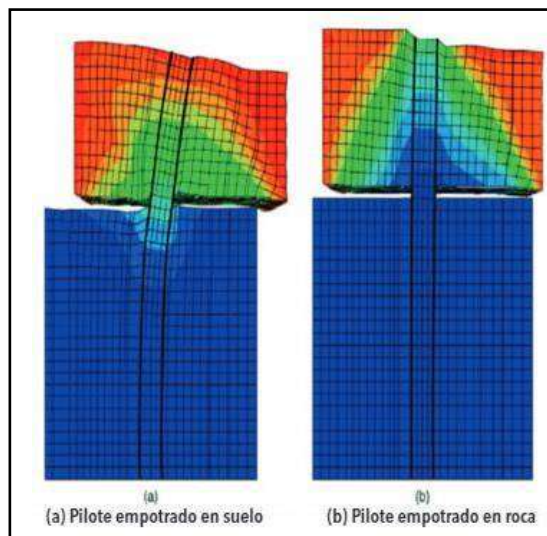 (a)
(b)
(a) Pilote empotrado en suelo
(b) Pilote empotrado en roca